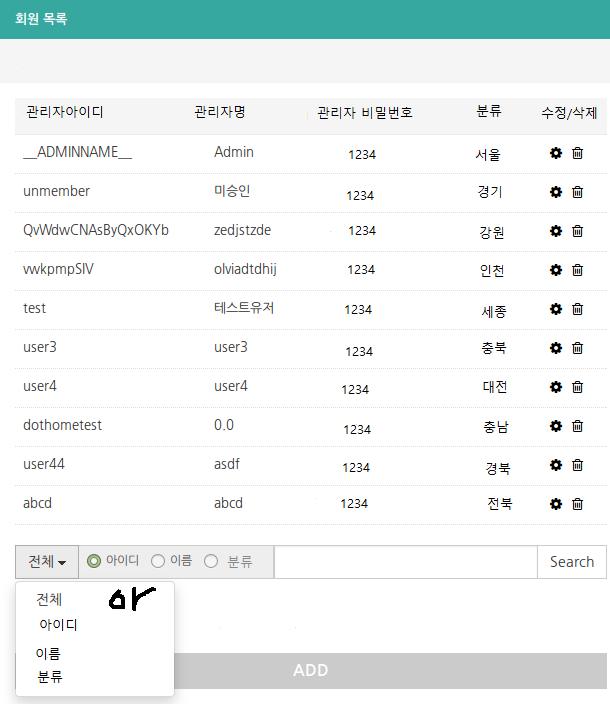 회원 목록
관리자아이디 관리자명 관리자 비밀번호 분류 수정/삭제
__ADMINNAME__ Admin 1234 서울
unmember 미승인 1234 경기
QvWdwCNAsByQxOKYb zedjstzde 1234 강원
vwkpmpSlV olviadtdhij 1234 인천
test 테스트유저 1234 세종
user3 user3 1234 충북
user4 user4 1234 대전
dothometest 0.0 1234 충남
user44 asdf 1234 경북
abcd abcd 1234 전북
전체 아이디 이름 분류 Search
전체 or
아이디
이름
분류
ADD